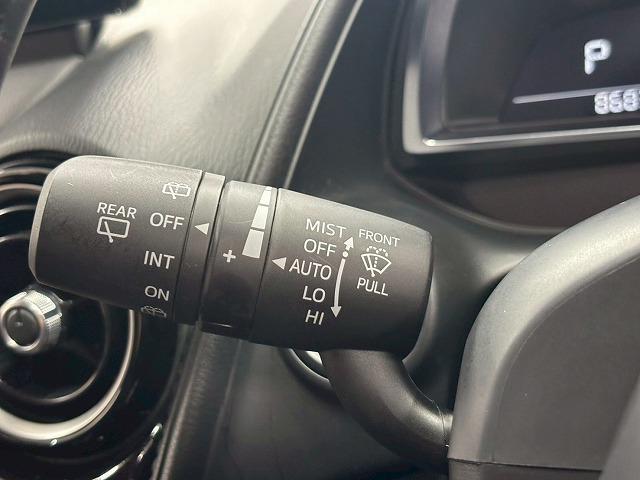 P
REAR
OFF
INT
ON
+
MIST
OFF
AUTO
LO
HI
FRONT
PULL